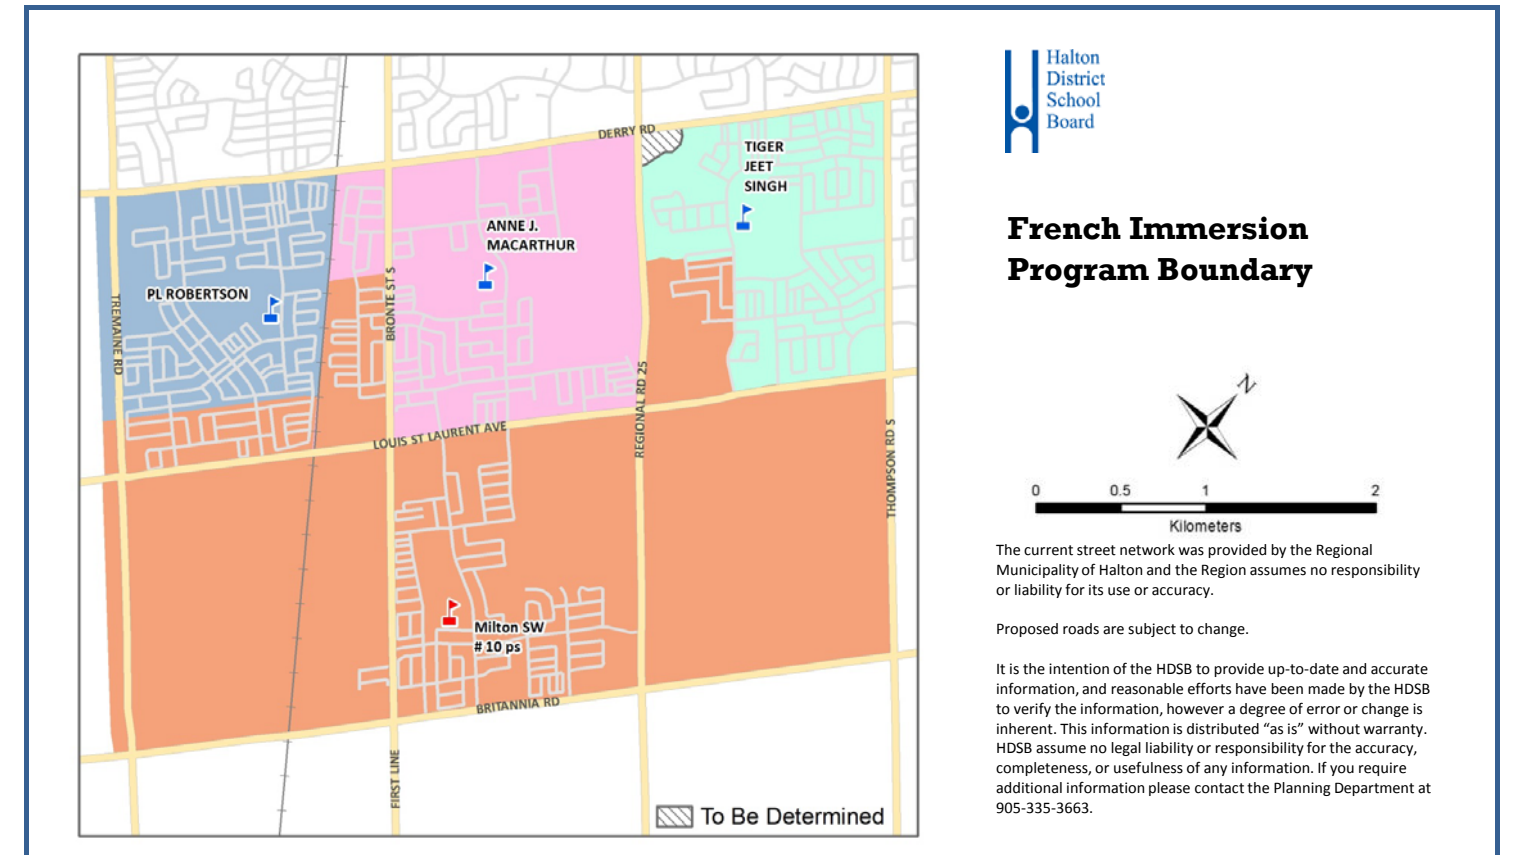 Halton
District
School
Board
French Immersion
Program Boundary
DERRY RD
TIGER
JEET
SINGH
ANNE J.
MACARTHUR
PL ROBERTSON
TREMAINE RD
BRONTE ST S
REGIONAL RD 25
LOUIS ST LAURENT AVE
THOMPSON RD S
Milton SW
# 10 ps
BRITANNIA RD
FIRST LINE
To Be Determined
N
0 0.5 1 2
Kilometers
The current street network was provided by the Regional
Municipality of Halton and the Region assumes no responsibility
or liability for its use or accuracy.
Proposed roads are subject to change.
It is the intention of the HDSB to provide up-to-date and accurate
information, and reasonable efforts have been made by the HDSB
to verify the information, however a degree of error or change is
inherent. This information is distributed “as is” without warranty.
HDSB assume no legal liability or responsibility for the accuracy,
completeness, or usefulness of any information. If you require
additional information please contact the Planning Department at
905-335-3663.